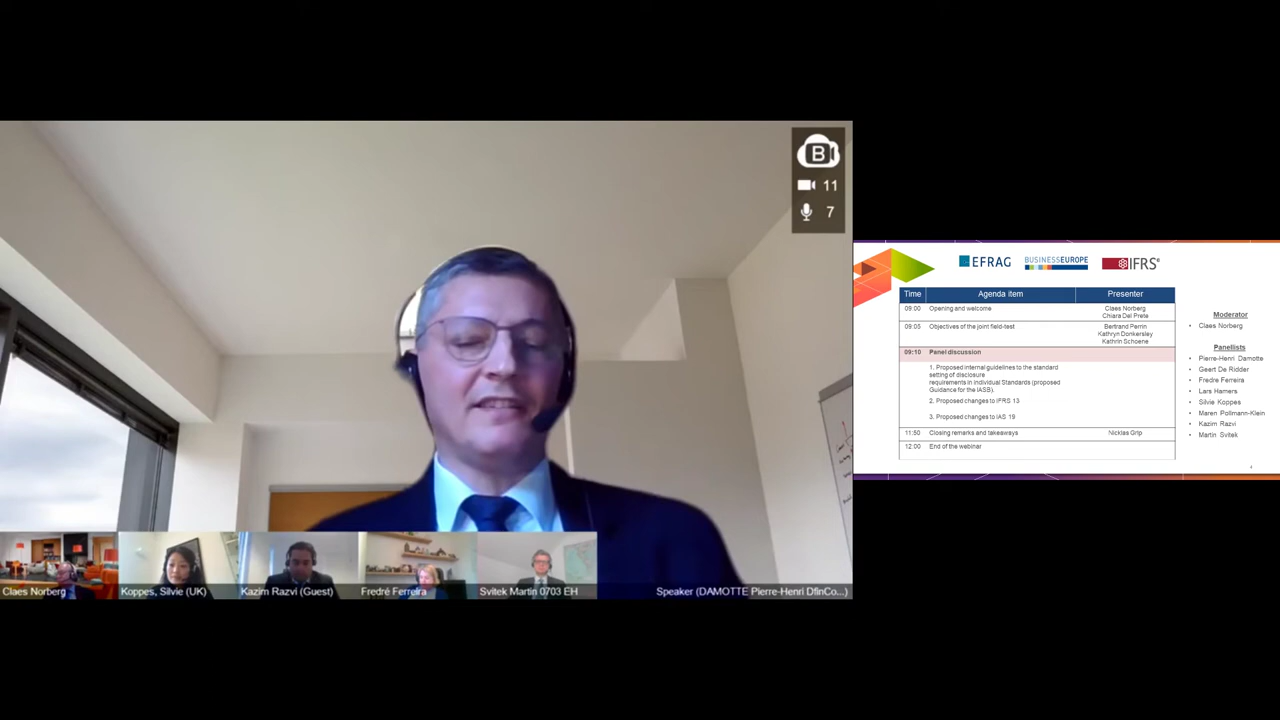 B
11
7
Claes Norberg
Koppes, Silvie (UK)
Kazim Razvi (Guest)
Fredré Ferreira
Svitek Martin 0703 EH
Speaker (DAMOTTE Pierre-Henri DfinCo...)
EFRAG
BUSINESSEUROPE
IFRS®
Time Agenda item Presenter
09:00 Opening and welcome Claes Norberg
Chiara Del Prete
09:05 Objectives of the joint field-test Bertrand Perrin
Kathryn Donkersley
Kathrin Schoene
09:10 Panel discussion
1. Proposed internal guidelines to the standard
setting of disclosure
requirements in individual Standards (proposed
Guidance for the IASB).
2. Proposed changes to IFRS 13
3. Proposed changes to IAS 19
11:50 Closing remarks and takeaways Nicklas Grip
12:00 End of the webinar
Moderator
• Claes Norberg
Panellists
• Pierre-Henri Damotte
• Geert De Ridder
• Fredre Ferreira
• Lars Hamers
• Silvie Koppes
• Maren Pollmann-Klein
• Kazim Razvi
• Martin Svitek